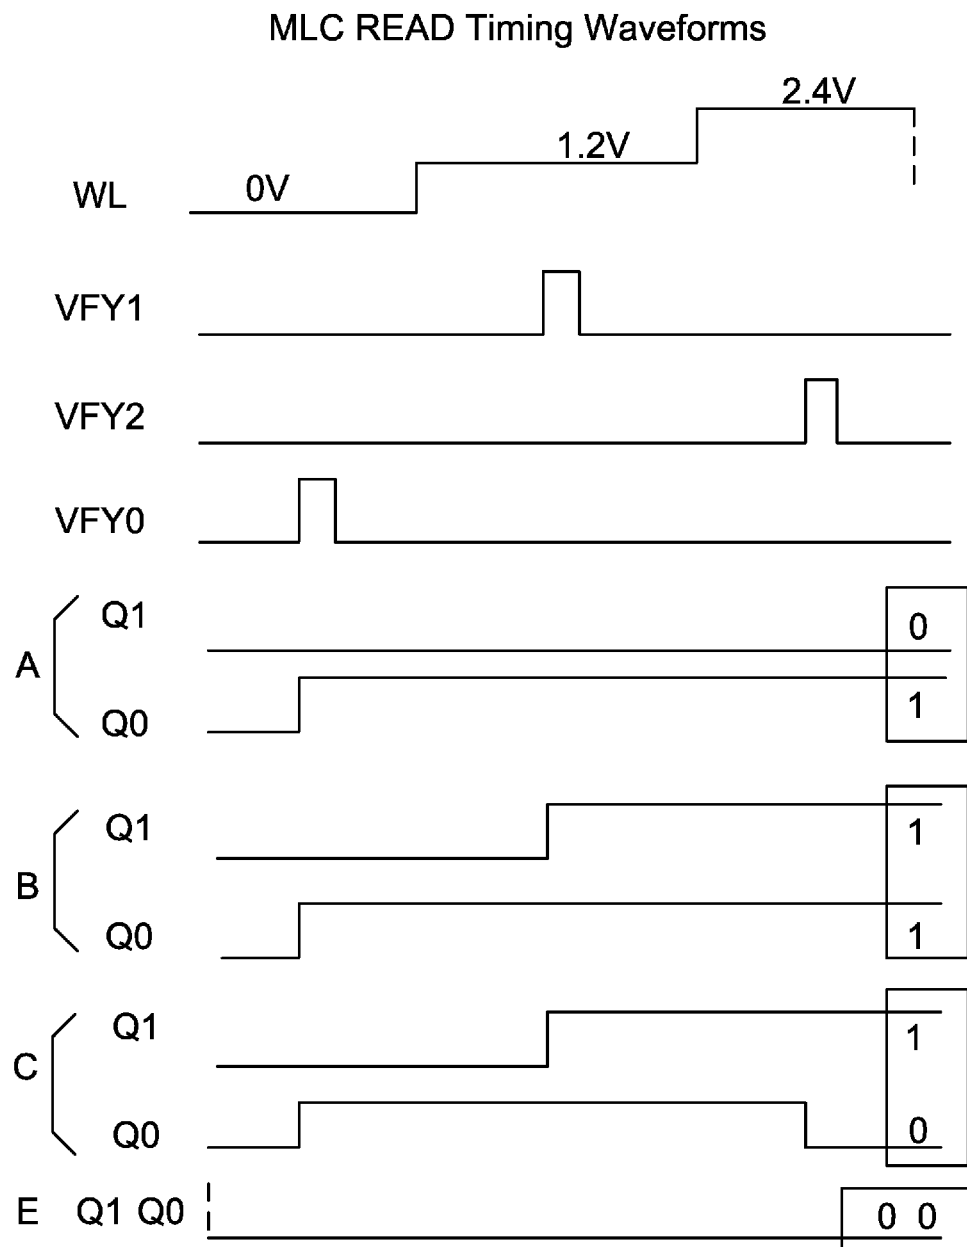 MLC READ Timing Waveforms
2.4V
1.2V
WL 0V
VFY1
VFY2
VFY0
Q1 0
A
Q0 1
Q1 1
B
Q0 1
Q1 1
C
Q0 0
E Q1 Q0 0 0